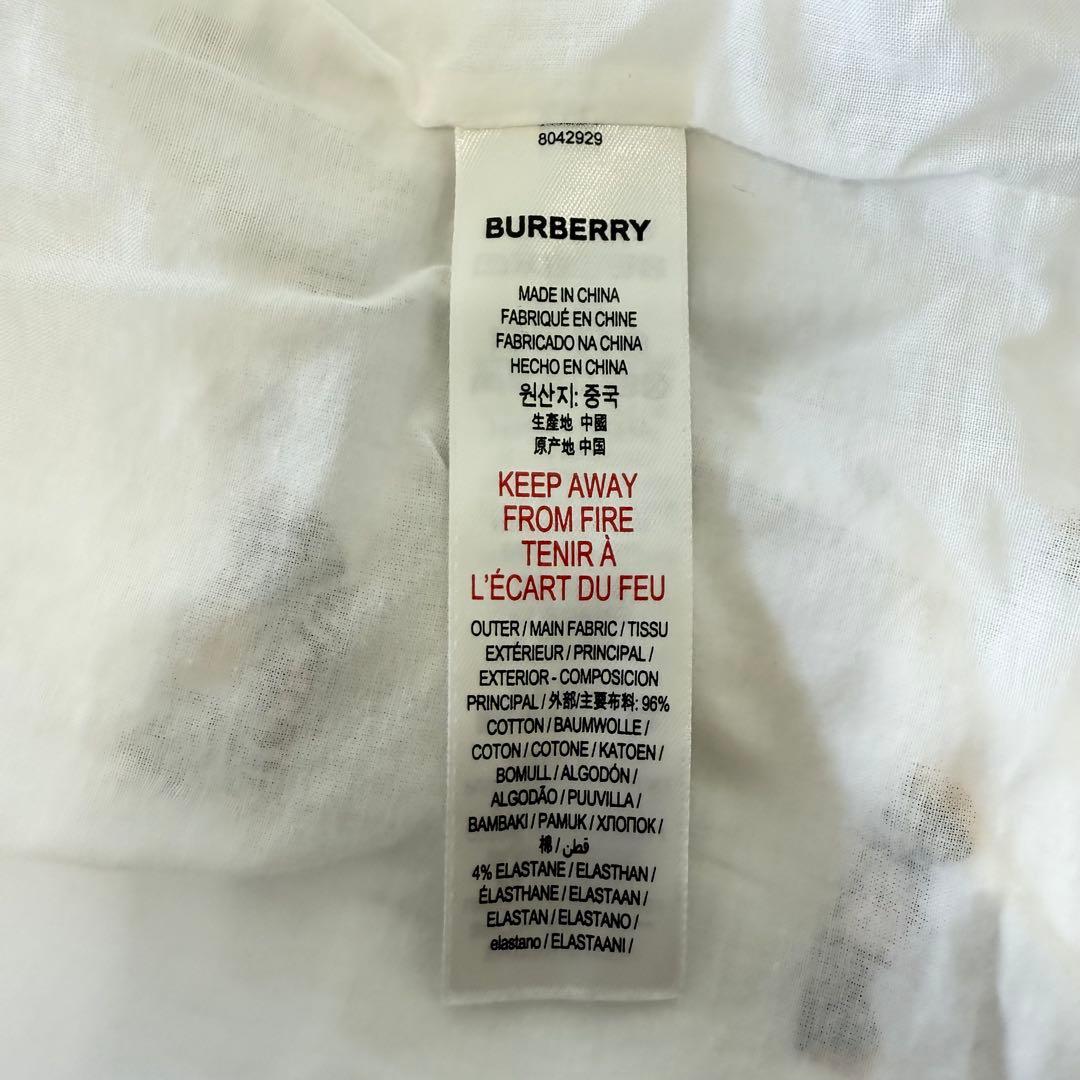 8042929
BURBERRY
MADE IN CHINA
FABRIQUÉ EN CHINE
FABRICADO NA CHINA
HECHO EN CHINA
원산지: 중국
生產地 中國
原产地 中国
KEEP AWAY
FROM FIRE
TENIR À
L'ÉCART DU FEU
OUTER / MAIN FABRIC / TISSU
EXTÉRIEUR / PRINCIPAL /
EXTERIOR - COMPOSICION
PRINCIPAL / 外部/主要布料: 96%
COTTON / BAUMWOLLE /
COTON / COTONE / KATOEN /
BOMULL / ALGODÓN /
ALGODÃO / PUUVILLA /
BAMBAKI / PAMUK / ХЛОПОК /
棉 / قطن
4% ELASTANE / ELASTHAN /
ÉLASTHANE / ELASTAAN /
ELASTAN / ELASTANO /
elastano / ELASTAANI /